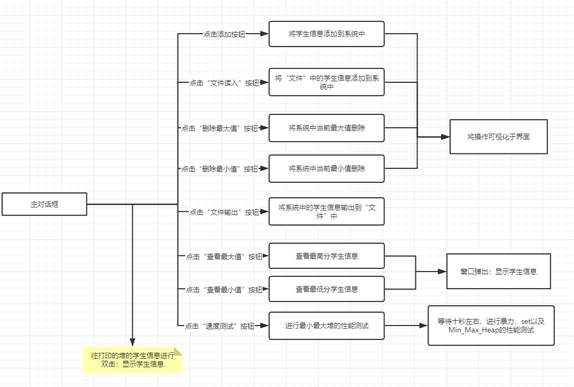 点击添加按钮
将学生信息添加到系统中
点击“文件读入”按钮
将“文件”中的学生信息添加到系
统中
点击“删除最大值”按钮
将系统中当前最大值删除
将操作可视化于界面
点击“删除最小值”按钮
将系统中当前最小值删除
主对话框
点击“文件输出”按钮
将系统中的学生信息输出到“文
件”中
点击“查看最大值”按钮
查看最高分学生信息
窗口弹出：显示学生信息
点击“查看最小值”按钮
查看最低分学生信息
点击“速度测试”按钮
进行最小最大堆的性能测试
等待十秒左右，进行暴力、set以及
Min_Max_Heap的性能测试
往打印的堆的学生信息进行
双击：显示学生信息